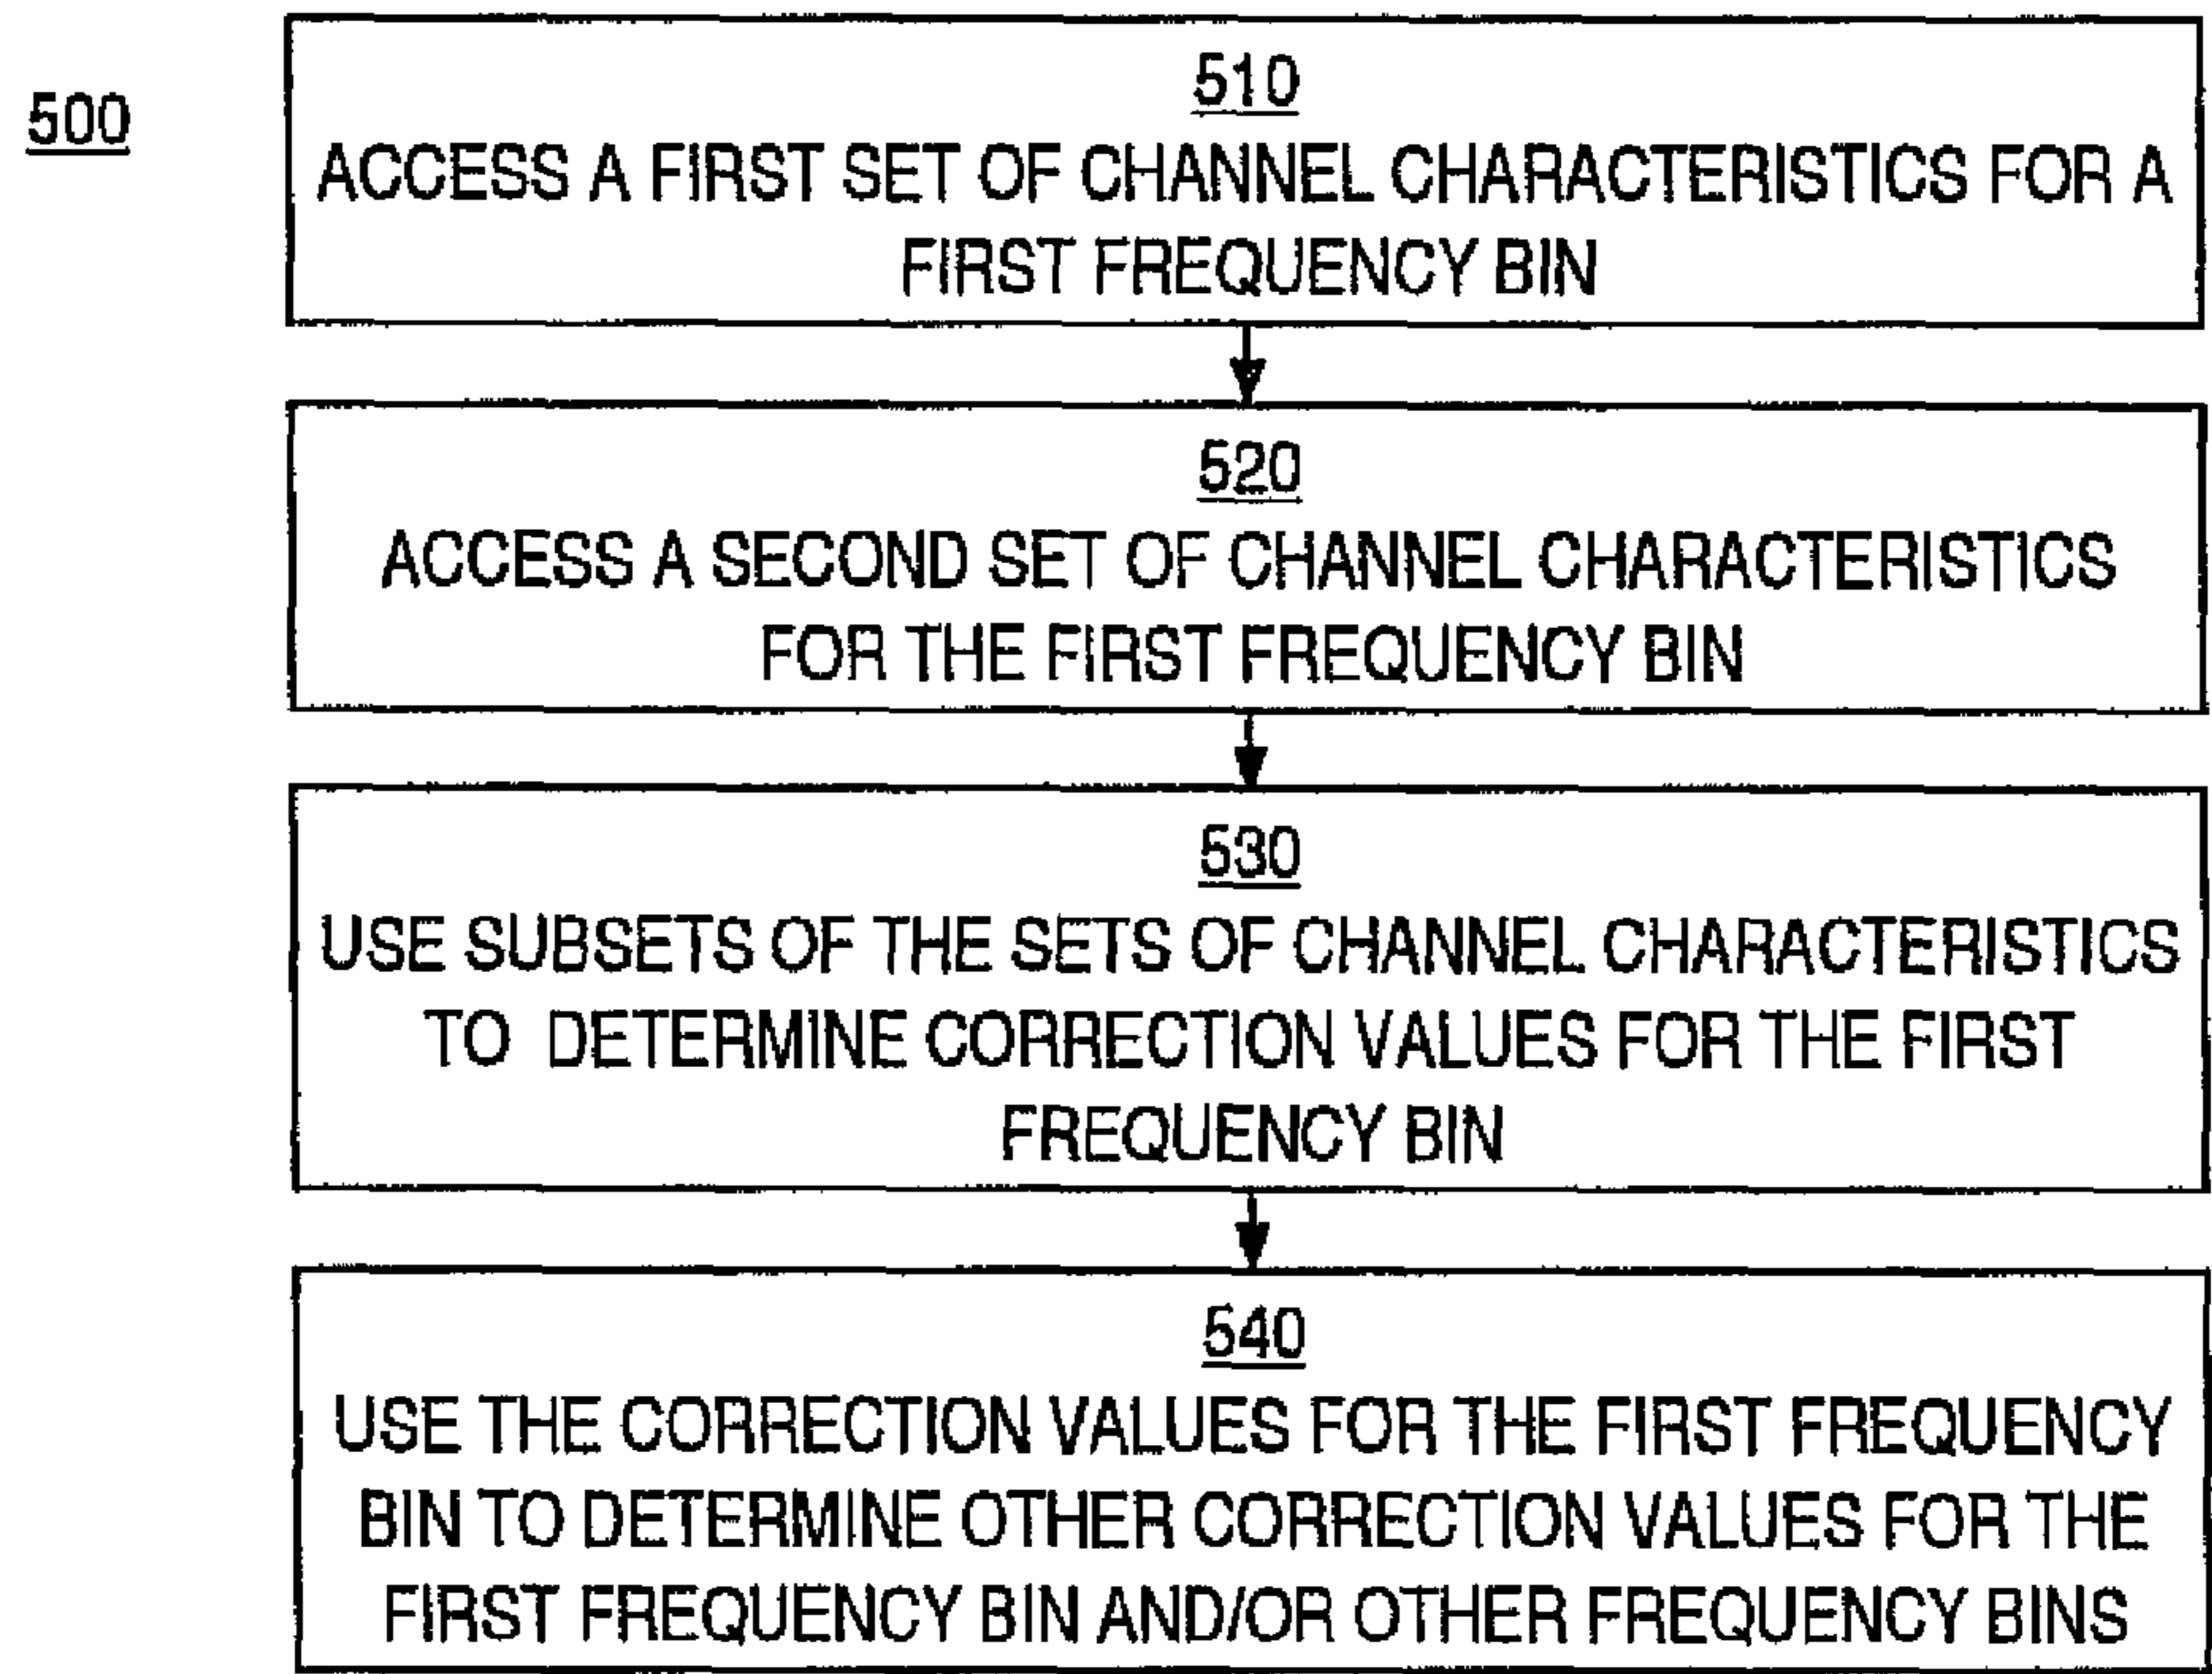 500
510
ACCESS A FIRST SET OF CHANNEL CHARACTERISTICS FOR A
FIRST FREQUENCY BIN
520
ACCESS A SECOND SET OF CHANNEL CHARACTERISTICS
FOR THE FIRST FREQUENCY BIN
530
USE SUBSETS OF THE SETS OF CHANNEL CHARACTERISTICS
TO DETERMINE CORRECTION VALUES FOR THE FIRST
FREQUENCY BIN
540
USE THE CORRECTION VALUES FOR THE FIRST FREQUENCY
BIN TO DETERMINE OTHER CORRECTION VALUES FOR THE
FIRST FREQUENCY BIN AND/OR OTHER FREQUENCY BINS